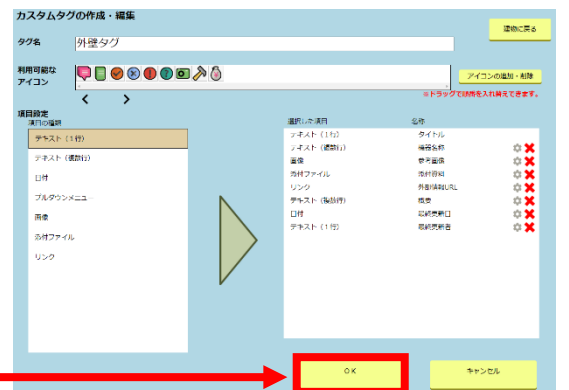 カスタムタグの作成・編集
建物に戻る
タグ名
外壁タグ
利用可能な
アイコン
アイコンの追加・削除
※ドラッグで順番を入れ替えできます。
項目設定
項目の種類
テキスト（1行）
テキスト（複数行）
日付
プルダウンメニュー
画像
添付ファイル
リンク
選択した項目 名称
テキスト（1行） タイトル
テキスト（複数行） 機器名称
画像 参考画像
添付ファイル 添付資料
リンク 外部情報URL
テキスト（複数行） 概要
日付 最終更新日
テキスト（1行） 最終更新者
OK
キャンセル